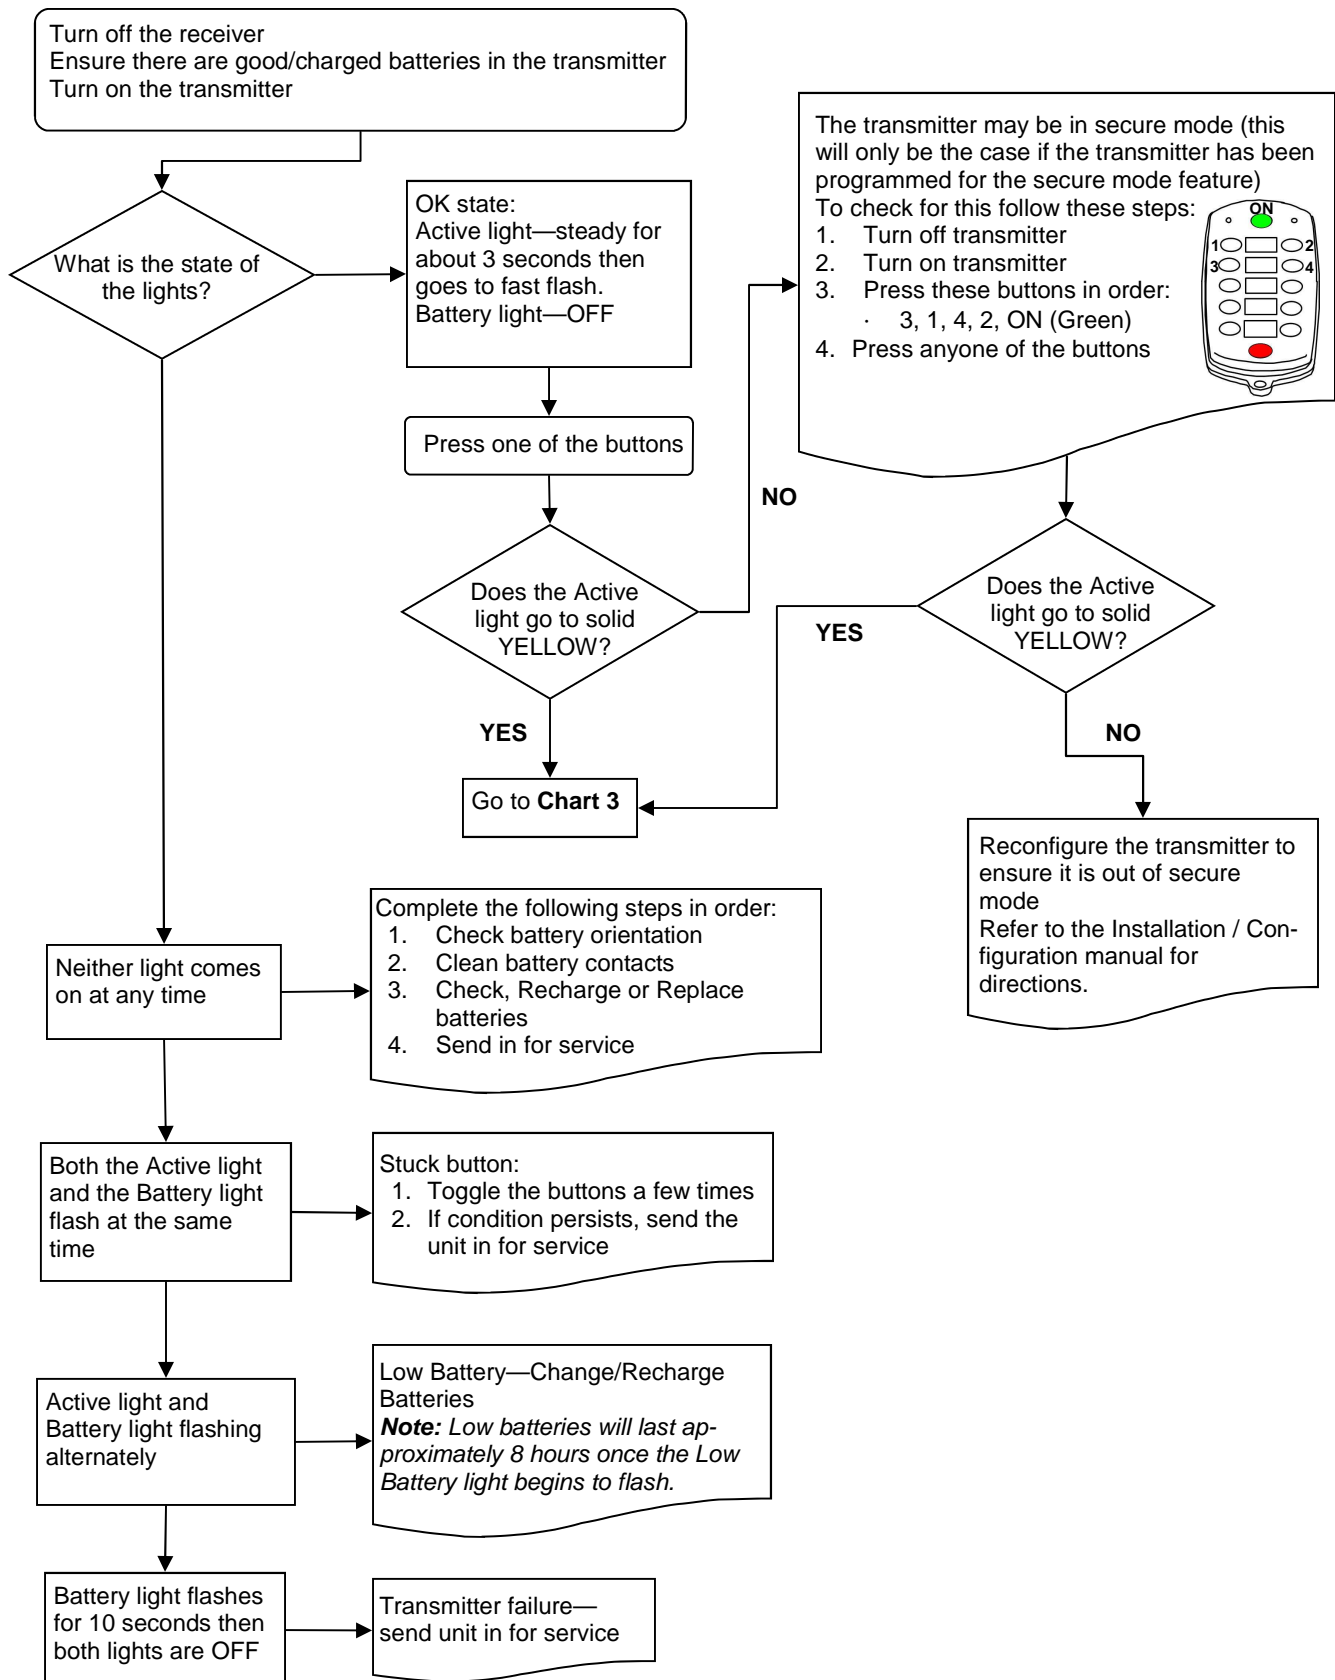 Turn off the receiver
Ensure there are good/charged batteries in the transmitter
Turn on the transmitter
What is the state of
the lights?
OK state:
Active light—steady for
about 3 seconds then
goes to fast flash.
Battery light—OFF
Press one of the buttons
Does the Active
light go to solid
YELLOW?
NO
YES
The transmitter may be in secure mode (this
will only be the case if the transmitter has been
programmed for the secure mode feature)
To check for this follow these steps:
1. Turn off transmitter
2. Turn on transmitter
3. Press these buttons in order:
· 3, 1, 4, 2, ON (Green)
4. Press anyone of the buttons
ON
1 2
3 4
Does the Active
light go to solid
YELLOW?
YES
NO
Go to Chart 3
Reconfigure the transmitter to
ensure it is out of secure
mode
Refer to the Installation / Con-
figuration manual for
directions.
Neither light comes
on at any time
Complete the following steps in order:
1. Check battery orientation
2. Clean battery contacts
3. Check, Recharge or Replace
batteries
4. Send in for service
Both the Active light
and the Battery light
flash at the same
time
Stuck button:
1. Toggle the buttons a few times
2. If condition persists, send the
unit in for service
Active light and
Battery light flashing
alternately
Low Battery—Change/Recharge
Batteries
Note: Low batteries will last ap-
proximately 8 hours once the Low
Battery light begins to flash.
Battery light flashes
for 10 seconds then
both lights are OFF
Transmitter failure—
send unit in for service